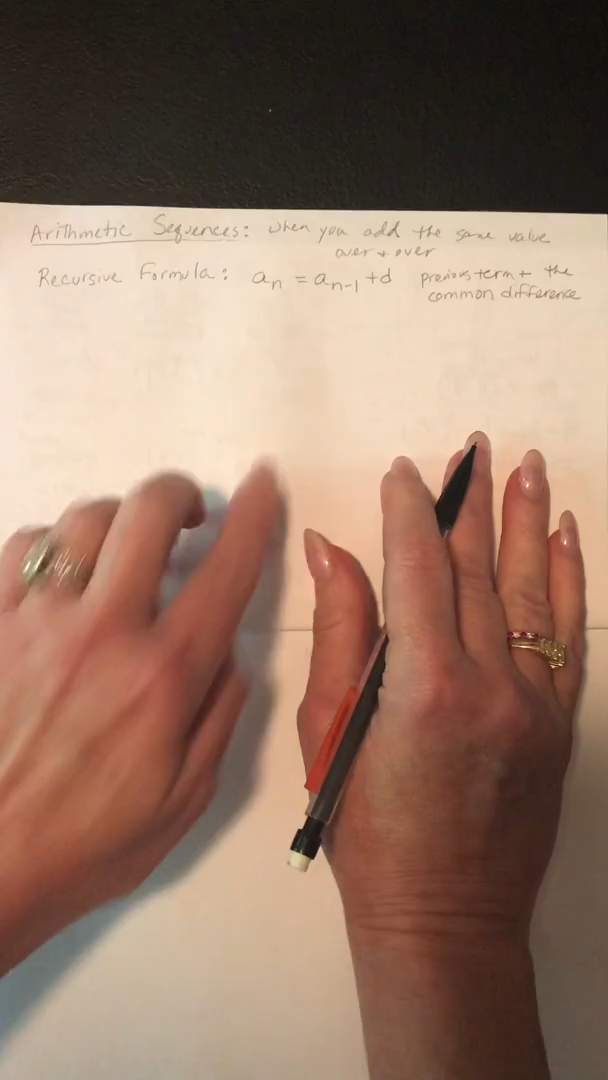 Arithmetic Sequences: when you add the same value
over + over
Recursive Formula: aₙ = aₙ₋₁ + d previous term + the
common difference